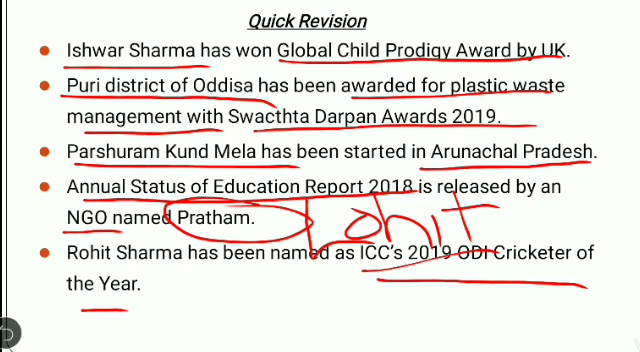 Quick Revision
Ishwar Sharma has won Global Child Prodigy Award by UK.
Puri district of Oddisa has been awarded for plastic waste
management with Swacthta Darpan Awards 2019.
Parshuram Kund Mela has been started in Arunachal Pradesh.
Annual Status of Education Report 2018 is released by an
NGO named Pratham.
Lohit
Rohit Sharma has been named as ICC's 2019 ODI Cricketer of
the Year.